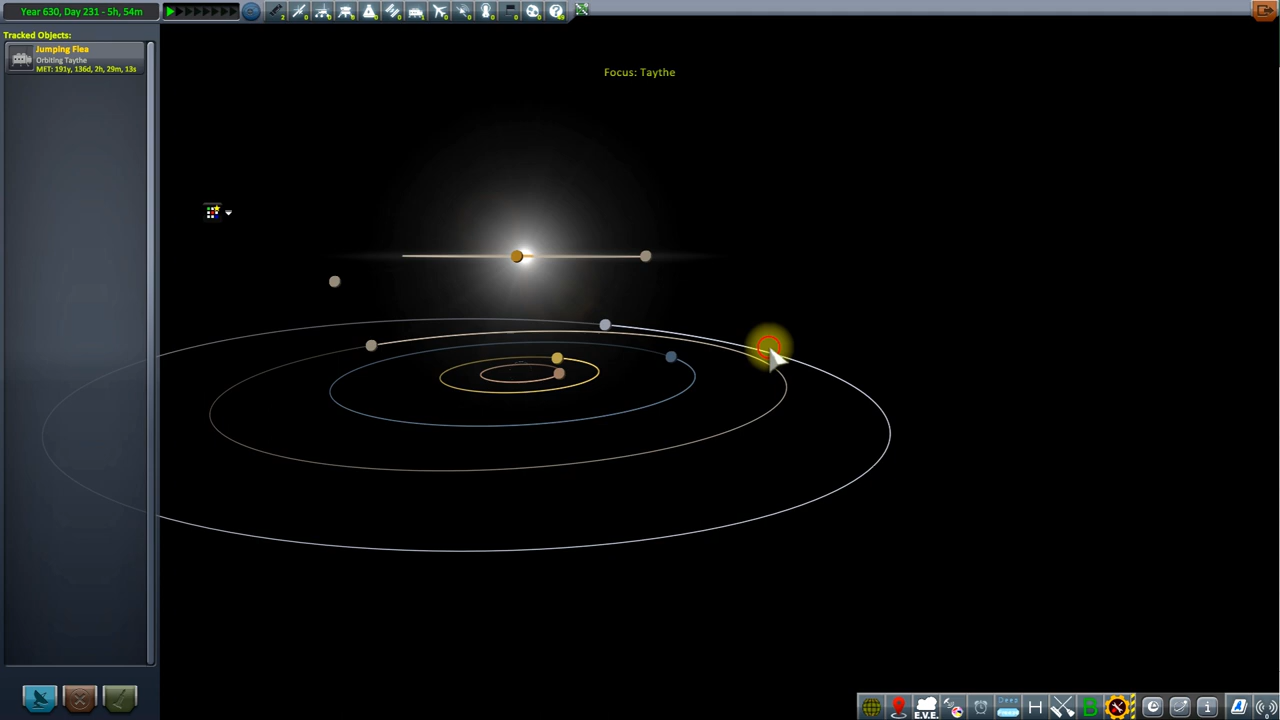 Year 630, Day 231 - 5h, 54m
Tracked Objects:
Jumping Flea
Orbiting Taythe
MET: 191y, 136d, 2h, 29m, 13s
Focus: Taythe
E.V.E.
H
B